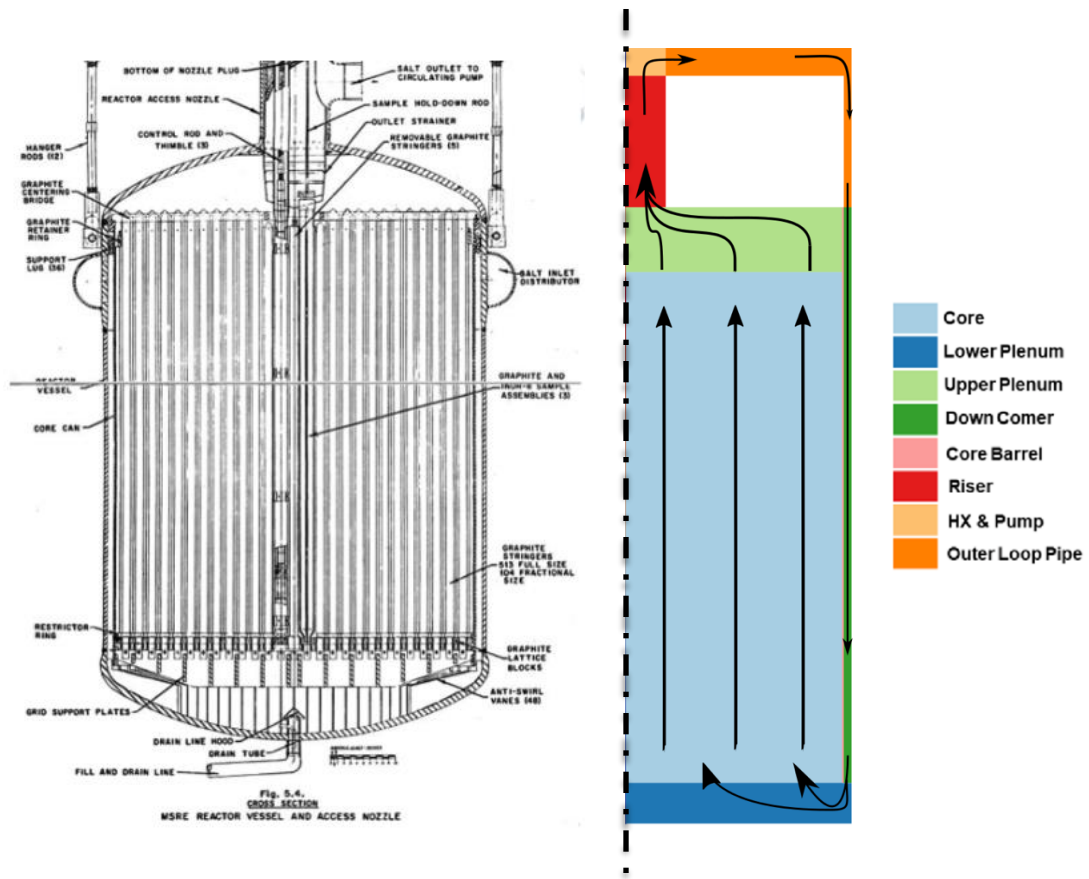 BOTTOM OF NOZZLE PLUG
SALT OUTLET TO
CIRCULATING PUMP
REACTOR ACCESS NOZZLE
SAMPLE HOLD-DOWN ROD
OUTLET STRAINER
CONTROL ROD AND
THIMBLE (3)
REMOVABLE GRAPHITE
STRINGERS (5)
HANGER
RODS (12)
GRAPHITE
CENTERING
BRIDGE
GRAPHITE
RETAINER
RING
SUPPORT
LUG (36)
SALT INLET
DISTRIBUTOR
VESSEL
GRAPHITE AND
SAMPLE
ASSEMBLIES (3)
CORE CAN
GRAPHITE
STRINGERS
513 FULL SIZE
104 FRACTIONAL
SIZE
RESTRICTOR
RING
GRAPHITE
LATTICE
BLOCKS
ANTI-SWIRL
VANES (48)
GRID SUPPORT PLATES
DRAIN LINE HOOD
DRAIN TUBE
FILL AND DRAIN LINE
Fig. 5.4.
CROSS SECTION
MSRE REACTOR VESSEL AND ACCESS NOZZLE
Core
Lower Plenum
Upper Plenum
Down Comer
Core Barrel
Riser
HX & Pump
Outer Loop Pipe